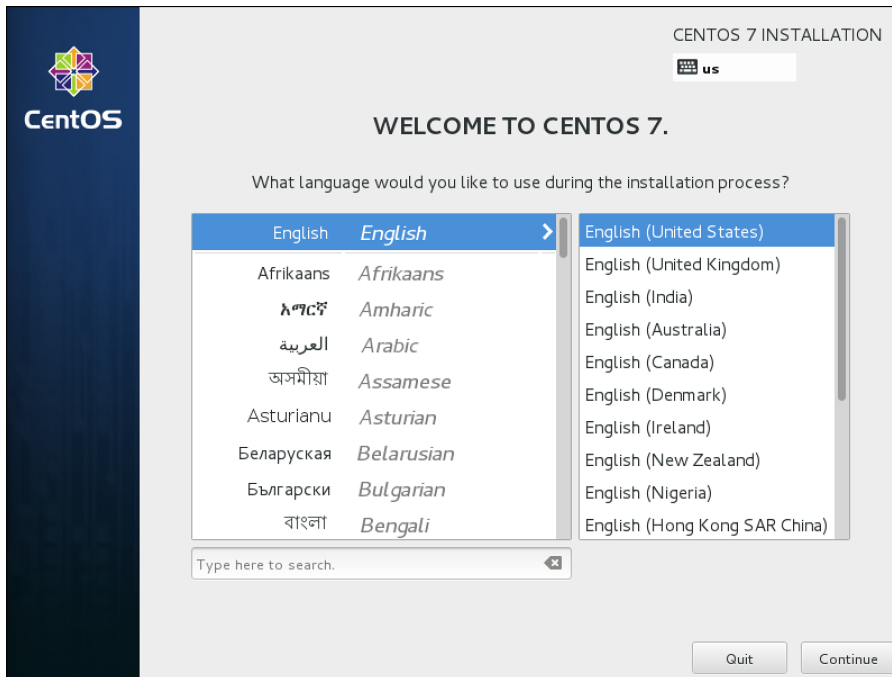 CENTOS 7 INSTALLATION
us
CentOS
WELCOME TO CENTOS 7.
What language would you like to use during the installation process?
English English
Afrikaans Afrikaans
አማርኛ Amharic
العربية Arabic
অসমীয়া Assamese
Asturianu Asturian
Беларуская Belarusian
Български Bulgarian
বাংলা Bengali
English (United States)
English (United Kingdom)
English (India)
English (Australia)
English (Canada)
English (Denmark)
English (Ireland)
English (New Zealand)
English (Nigeria)
English (Hong Kong SAR China)
Type here to search.
Quit Continue